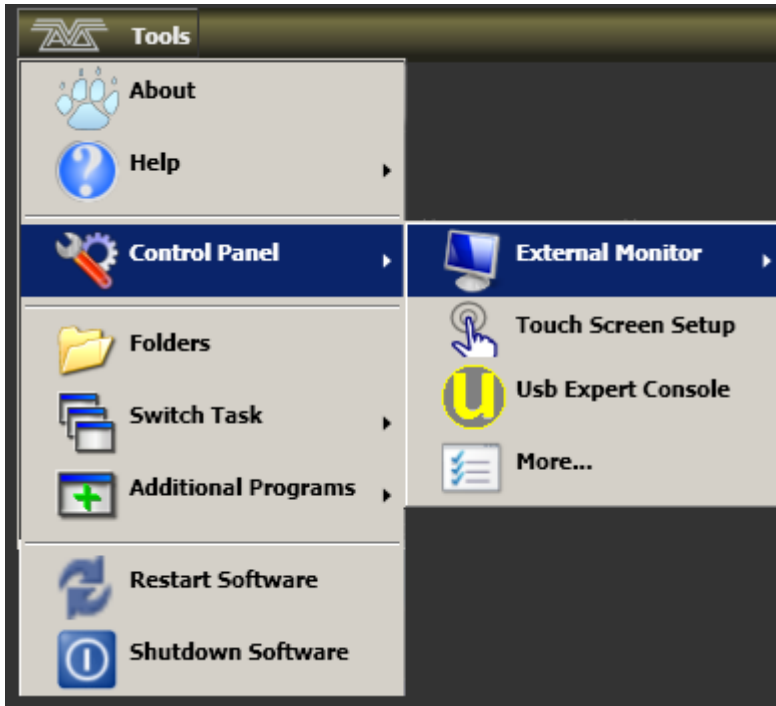 Tools
About
Help
Control Panel
Folders
Switch Task
Additional Programs
Restart Software
Shutdown Software
External Monitor
Touch Screen Setup
Usb Expert Console
More...